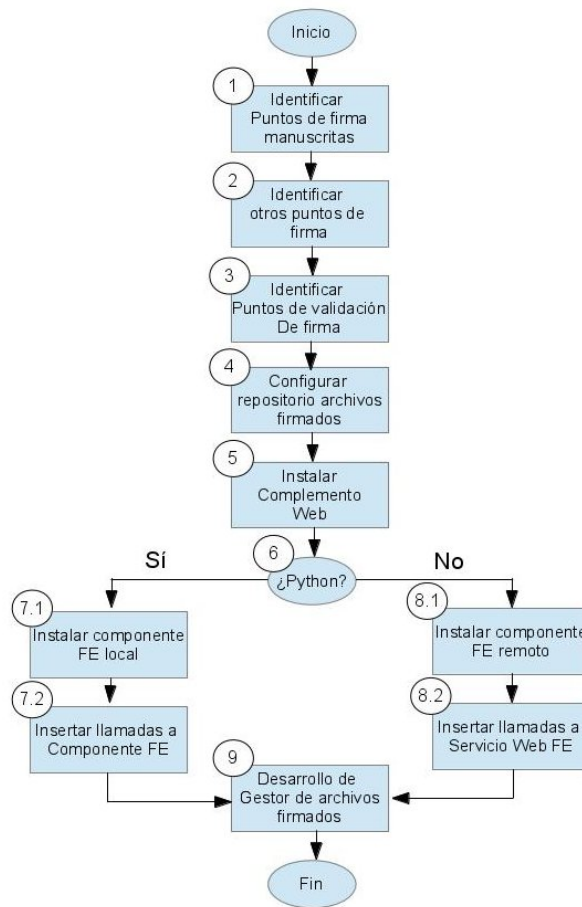 Inicio
1
Identificar
Puntos de firma
manuscritas
2
Identificar
otros puntos de
firma
3
Identificar
Puntos de validación
De firma
4
Configurar
repositorio archivos
firmados
5
Instalar
Complemento
Web
6
¿Python?
Sí
No
7.1
Instalar componente
FE local
7.2
Insertar llamadas a
Componente FE
8.1
Instalar componente
FE remoto
8.2
Insertar llamadas a
Servicio Web FE
9
Desarrollo de
Gestor de archivos
firmados
Fin